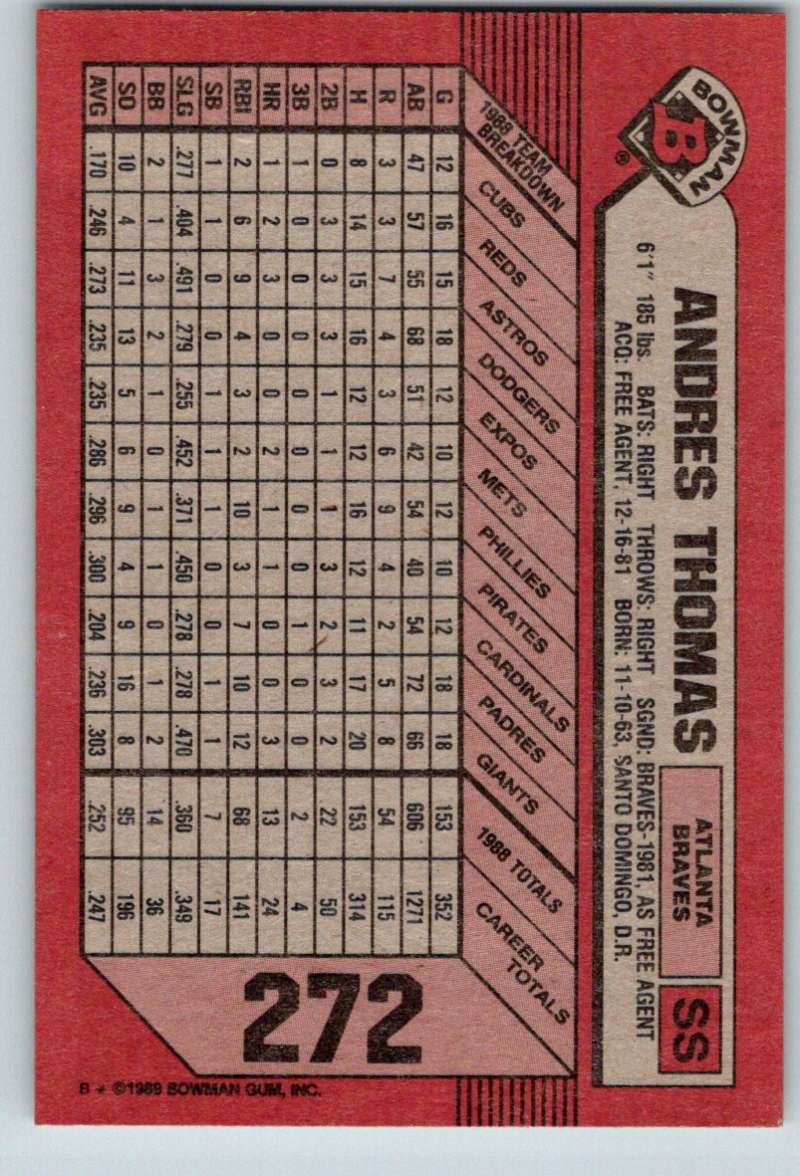 BOWMAN
B
®
ANDRES THOMAS
ATLANTA
BRAVES
SS
6'1" 185 lbs. BATS: RIGHT THROWS: RIGHT SGND: BRAVES-1981, AS FREE AGENT
ACQ: FREE AGENT, 12-16-81 BORN: 11-10-63, SANTO DOMINGO, D.R.
1988 TEAM
BREAKDOWN
CUBS
REDS
ASTROS
DODGERS
EXPOS
METS
PHILLIES
PIRATES
CARDINALS
PADRES
GIANTS
1988 TOTALS
CAREER
TOTALS
G 12 16 15 18 12 10 12 10 12 18 18 153 352
AB 47 57 55 68 51 42 54 40 54 72 66 606 1271
R 3 3 7 4 3 6 9 4 2 5 8 54 115
H 8 14 15 16 12 12 16 12 11 17 20 153 314
2B 0 3 3 3 1 1 1 3 2 3 2 22 50
3B 1 0 0 0 0 0 0 0 1 0 0 2 4
HR 1 2 3 0 0 2 1 1 0 0 3 13 24
RBI 2 6 9 4 3 2 10 3 7 10 12 68 141
SB 1 1 0 0 1 1 1 0 0 1 1 7 17
SLG .277 .404 .491 .279 .255 .452 .371 .450 .278 .278 .470 .360 .349
BB 2 1 3 2 1 0 1 1 0 1 2 14 36
SO 10 4 11 13 5 6 9 4 9 16 8 95 196
AVG .170 .246 .273 .235 .235 .286 .296 .300 .204 .236 .303 .252 .247
272
B * ©1989 BOWMAN GUM, INC.